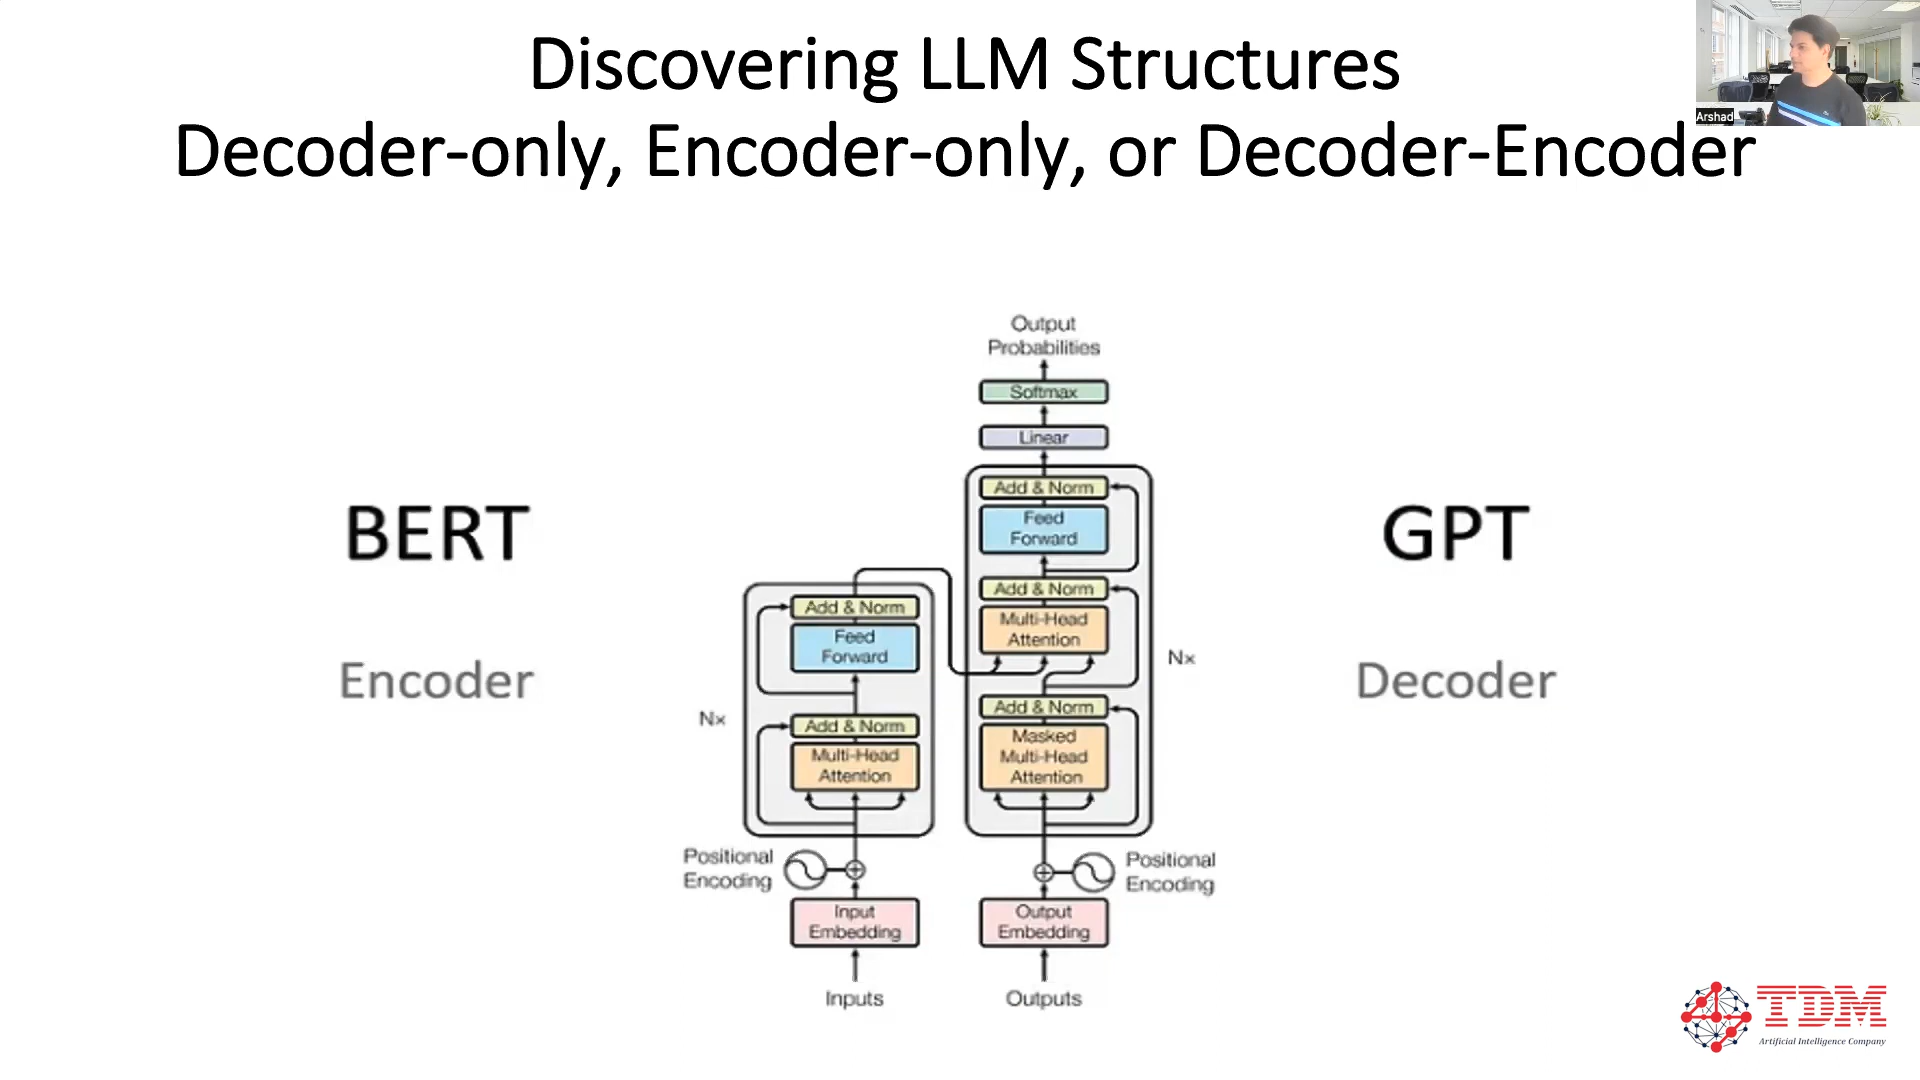 Discovering LLM Structures
Decoder-only, Encoder-only, or Decoder-Encoder
Arshad
Output
Probabilities
Softmax
Linear
Add & Norm
Feed
Forward
Add & Norm
Multi-Head
Attention
Add & Norm
Masked
Multi-Head
Attention
Nx
BERT
Encoder
GPT
Decoder
Add & Norm
Feed
Forward
Add & Norm
Multi-Head
Attention
Nx
Positional
Encoding
Positional
Encoding
Input
Embedding
Output
Embedding
Inputs
Outputs
TDM
Artificial Intelligence Company